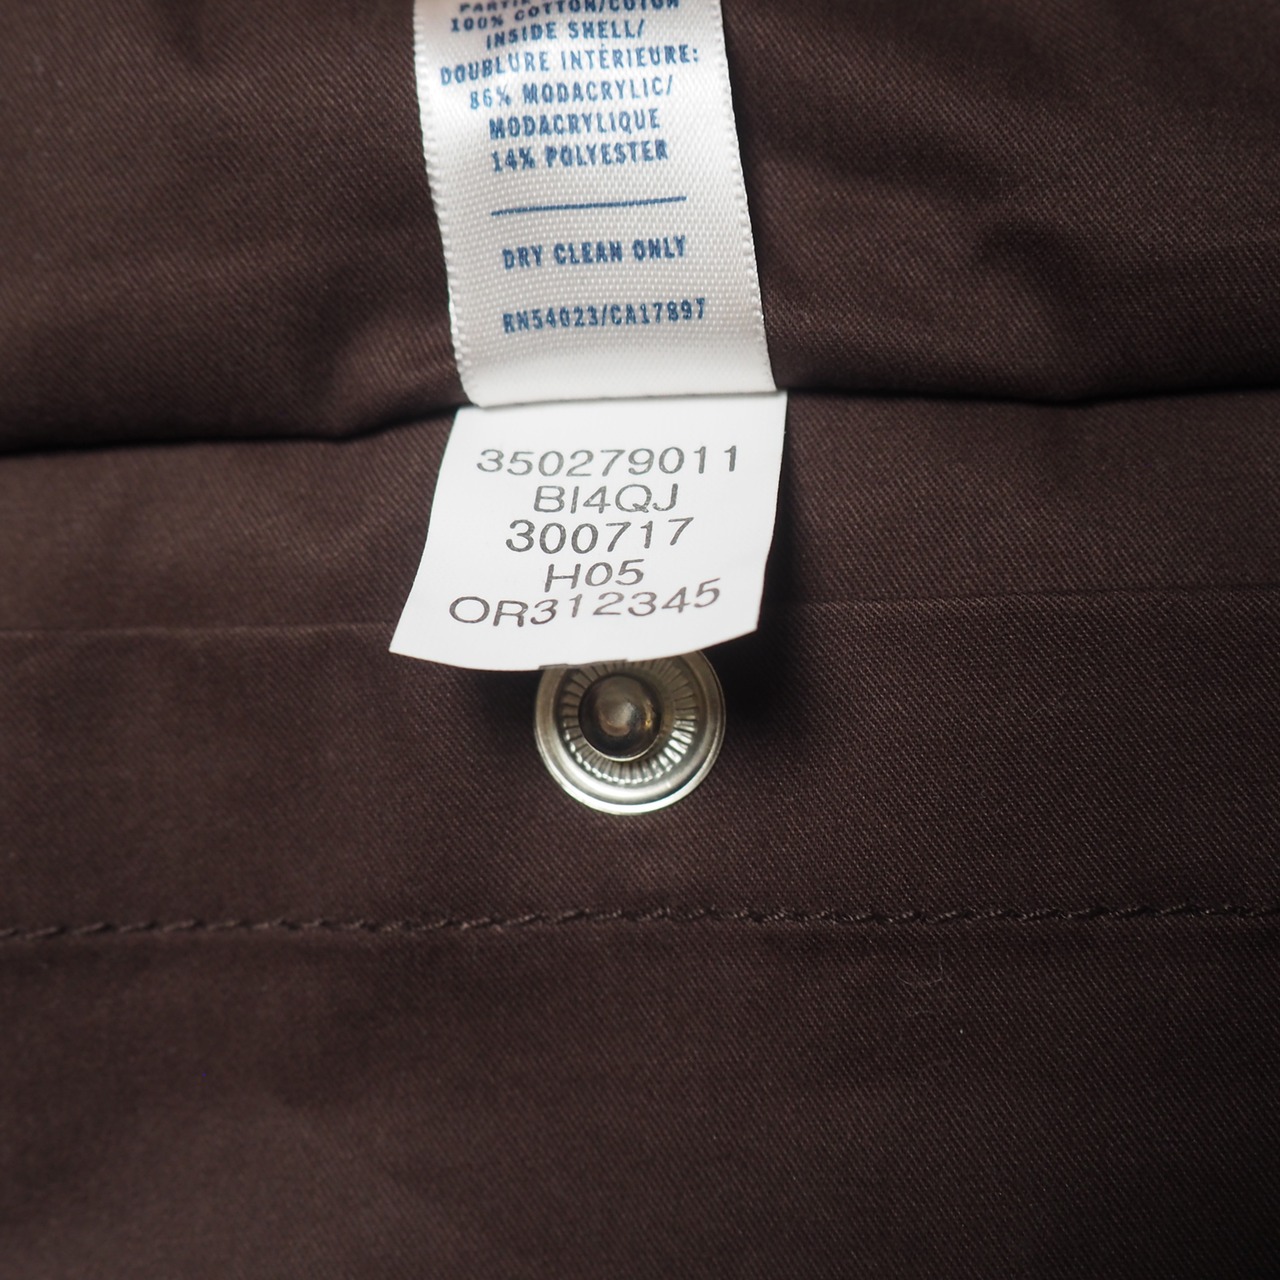 100% COTTON/COTON
INSIDE SHELL/
DOUBLURE INTÉRIEURE:
86% MODACRYLIC/
MODACRYLIQUE
14% POLYESTER
DRY CLEAN ONLY
RN54023/CA17897
350279011
BI4QJ
300717
H05
OR312345